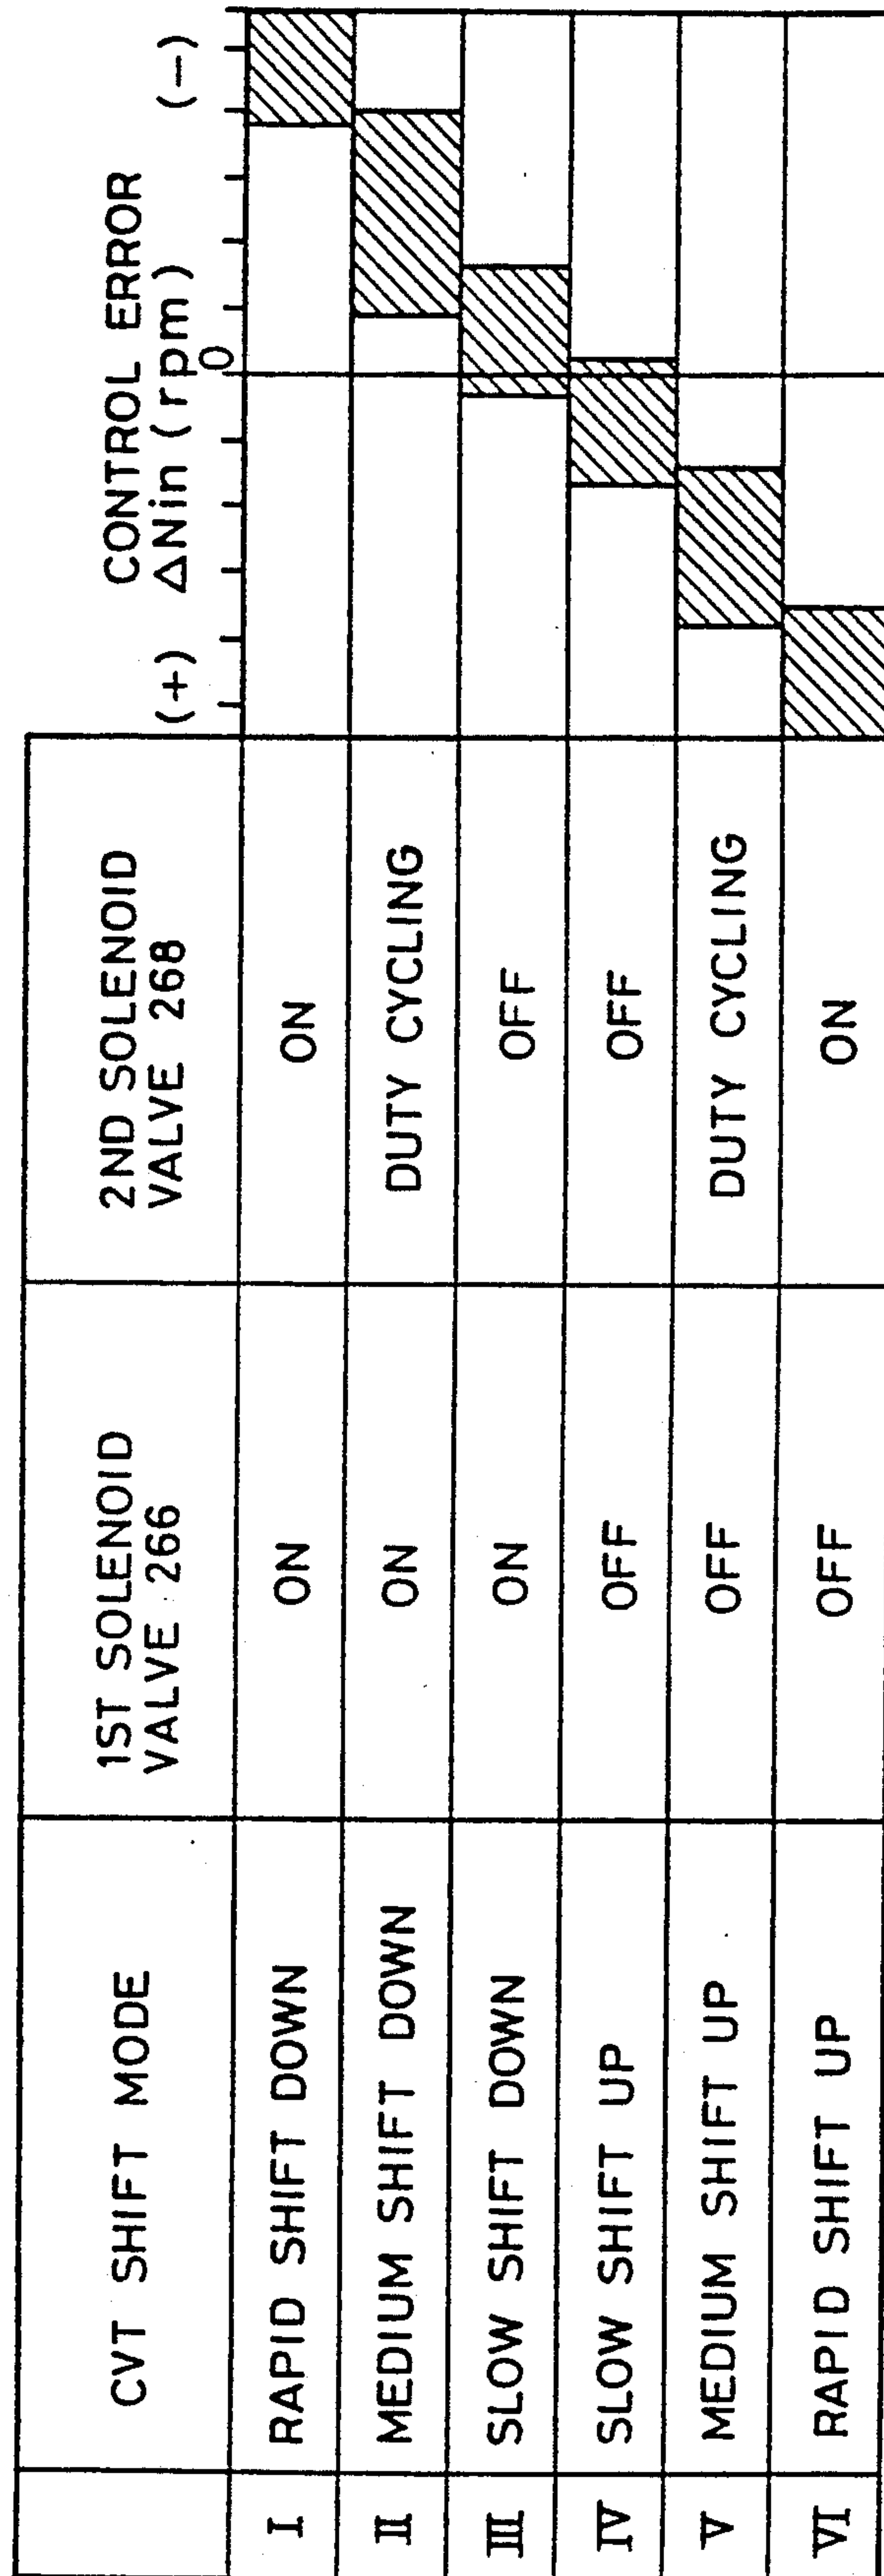 CVT SHIFT MODE
1ST SOLENOID
VALVE 266
2ND SOLENOID
VALVE 268
CONTROL ERROR
(+) ΔNin (rpm) (−)
0
I RAPID SHIFT DOWN ON ON
II MEDIUM SHIFT DOWN ON DUTY CYCLING
III SLOW SHIFT DOWN ON OFF
IV SLOW SHIFT UP OFF OFF
V MEDIUM SHIFT UP OFF DUTY CYCLING
VI RAPID SHIFT UP OFF ON